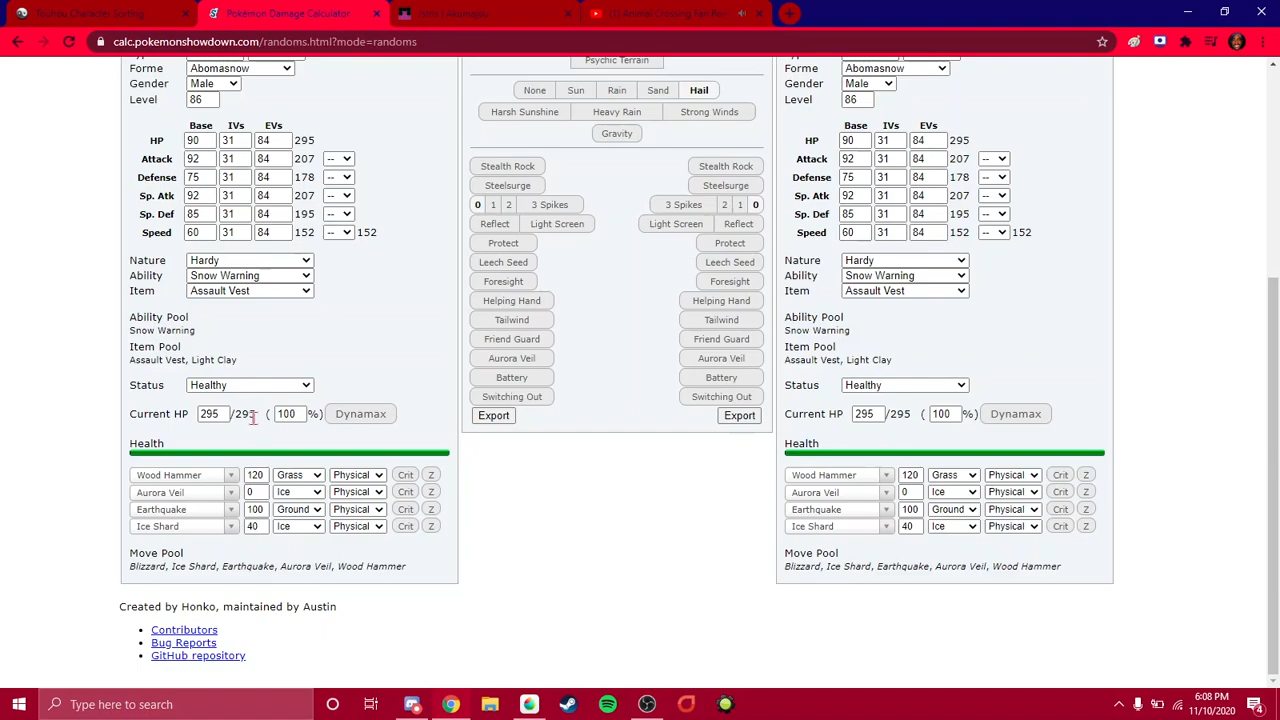 Touhou Character Sorting × Pokemon Damage Calculator × × (1) Animal Crossing Fan Re ×
calc.pokemonshowdown.com/randoms.html?mode=randoms
Forme Abomasnow Psychic Terrain Forme Abomasnow
Gender Male None Sun Rain Sand Hail Gender Male
Level 86 Harsh Sunshine Heavy Rain Strong Winds Level 86
Base IVs EVs Gravity Base IVs EVs
HP 90 31 84 295 HP 90 31 84 295
Attack 92 31 84 207 -- Stealth Rock Stealth Rock Attack 92 31 84 207 --
Defense 75 31 84 178 -- Steelsurge Steelsurge Defense 75 31 84 178 --
Sp. Atk 92 31 84 207 -- 0 1 2 3 Spikes 3 Spikes 2 1 0 Sp. Atk 92 31 84 207 --
Sp. Def 85 31 84 195 -- Reflect Light Screen Light Screen Reflect Sp. Def 85 31 84 195 --
Speed 60 31 84 152 -- 152 Protect Protect Speed 60 31 84 152 -- 152
Nature Hardy Leech Seed Leech Seed Nature Hardy
Ability Snow Warning Foresight Foresight Ability Snow Warning
Item Assault Vest Helping Hand Helping Hand Item Assault Vest
Ability Pool Tailwind Tailwind Ability Pool
Snow Warning Friend Guard Friend Guard Snow Warning
Item Pool Item Pool
Assault Vest, Light Clay Aurora Veil Aurora Veil Assault Vest, Light Clay
Status Healthy Battery Battery Status Healthy
Switching Out Switching Out
Current HP 295 /295 ( 100 %) Dynamax Export Export Current HP 295 /295 ( 100 %) Dynamax
Health Health
Wood Hammer 120 Grass Physical Crit Z Wood Hammer 120 Grass Physical Crit Z
Aurora Veil 0 Ice Physical Crit Z Aurora Veil 0 Ice Physical Crit Z
Earthquake 100 Ground Physical Crit Z Earthquake 100 Ground Physical Crit Z
Ice Shard 40 Ice Physical Crit Z Ice Shard 40 Ice Physical Crit Z
Move Pool Move Pool
Blizzard, Ice Shard, Earthquake, Aurora Veil, Wood Hammer Blizzard, Ice Shard, Earthquake, Aurora Veil, Wood Hammer
Created by Honko, maintained by Austin
• Contributors
• Bug Reports
• GitHub repository
Type here to search 6:08 PM
11/10/2020 4